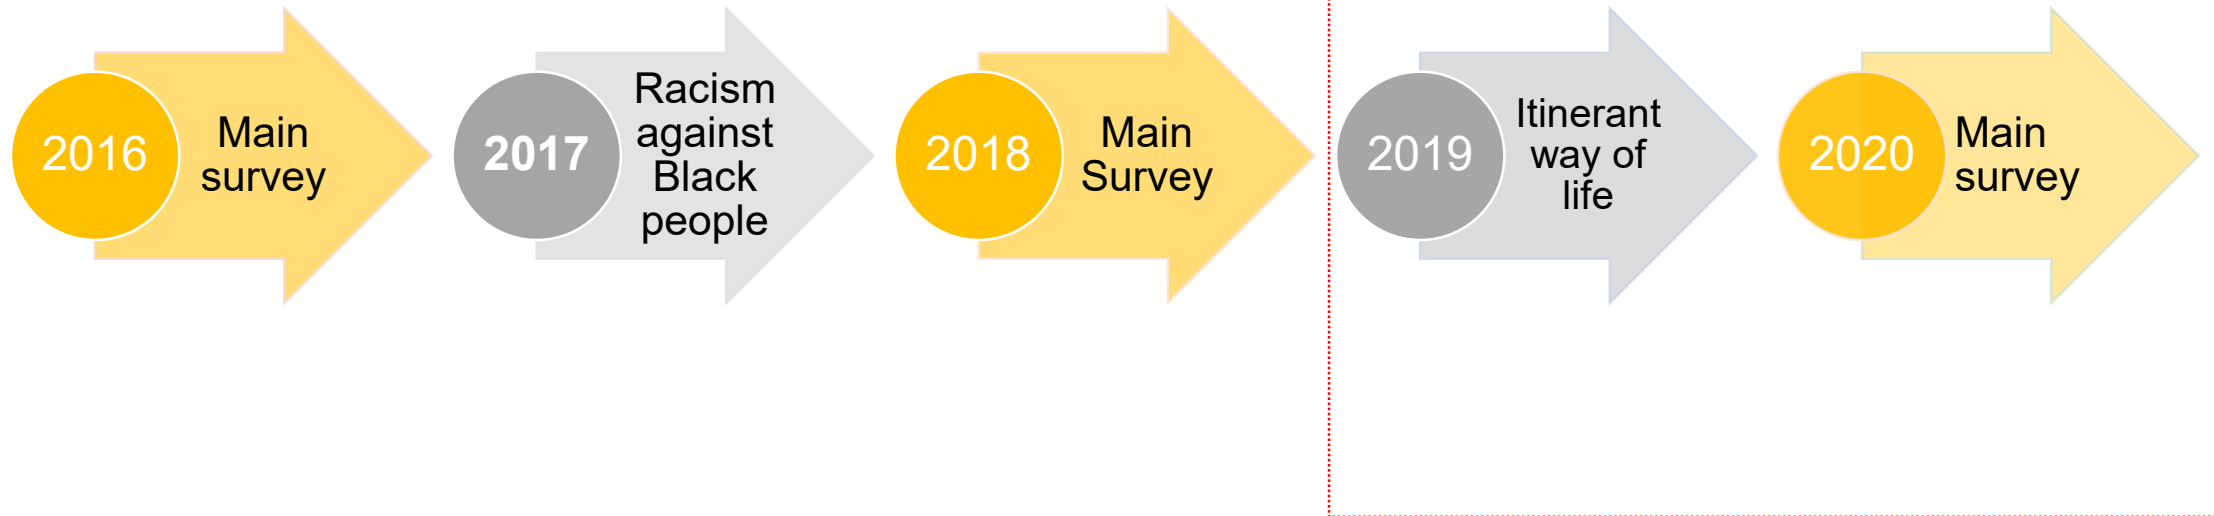 2016
Main
survey
2017
Racism
against
Black
people
2018
Main
Survey
2019
Itinerant
way of
life
2020
Main
survey